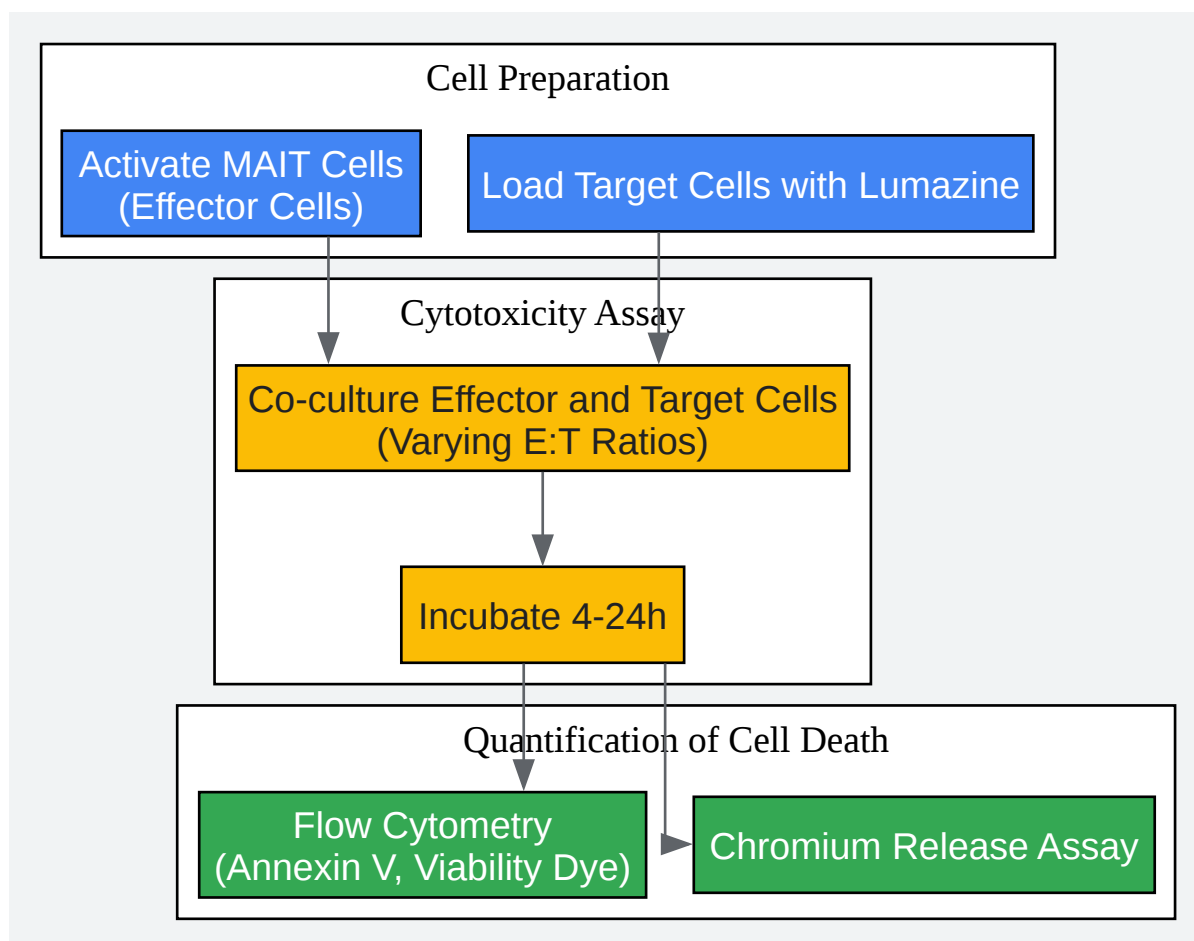 Cell Preparation
Activate MAIT Cells
(Effector Cells)
Load Target Cells with Lumazine
Cytotoxicity Assay
Co-culture Effector and Target Cells
(Varying E:T Ratios)
Incubate 4-24h
Quantification of Cell Death
Flow Cytometry
(Annexin V, Viability Dye)
Chromium Release Assay